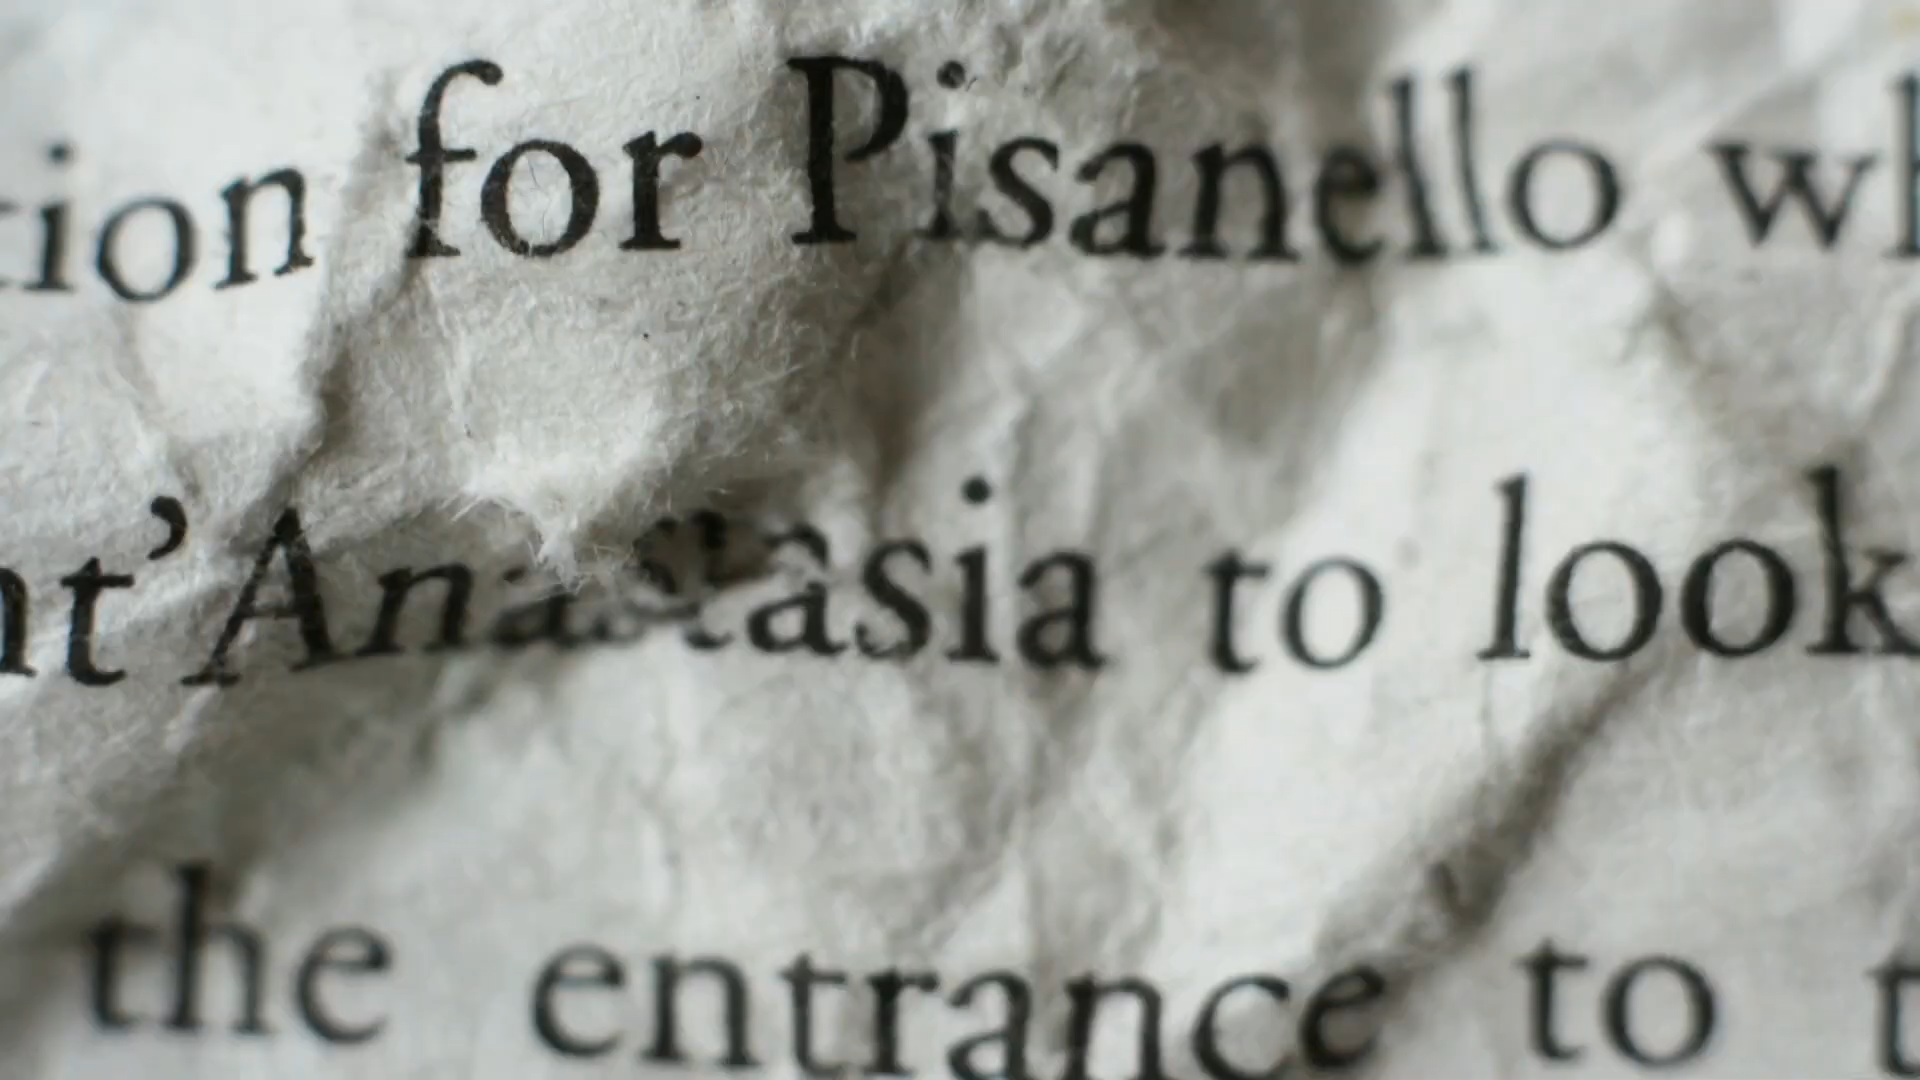 tion for Pisanello wh
nt’Anastasia to look
the entrance to t